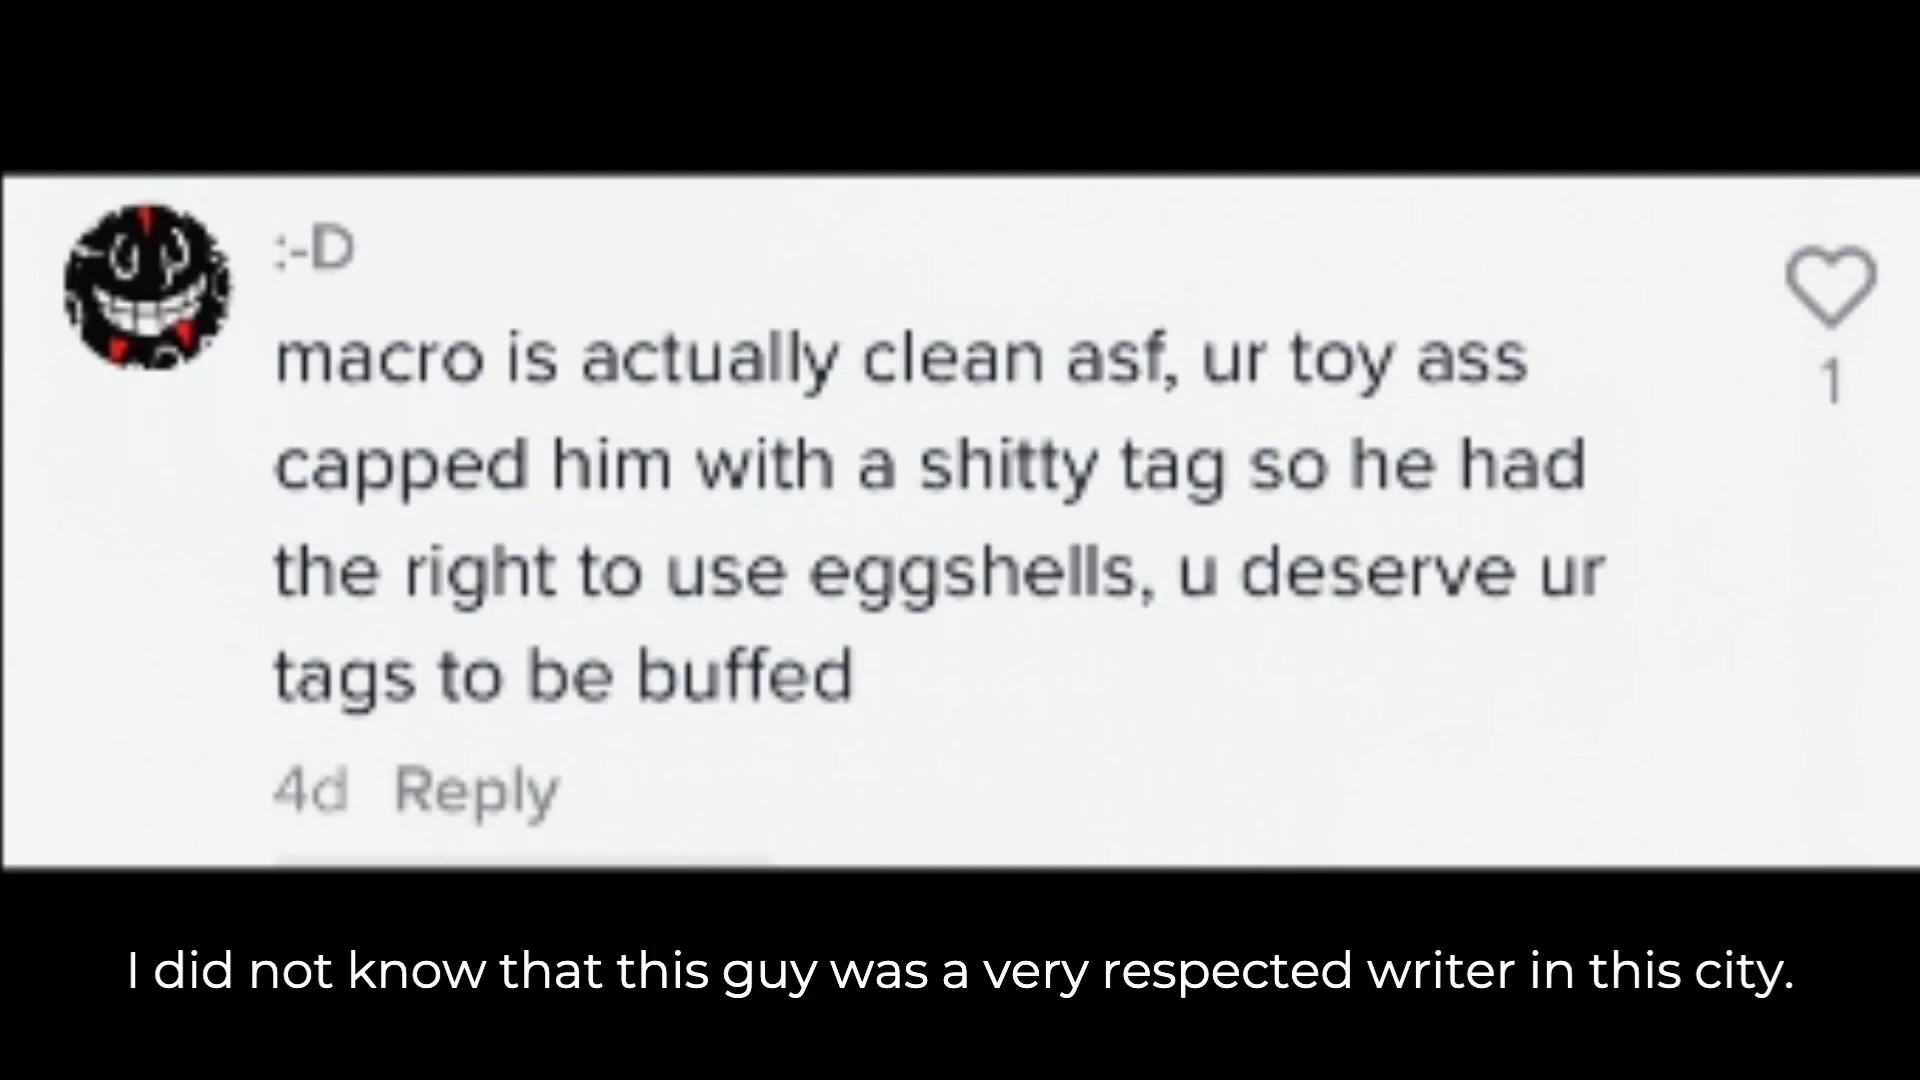 :-D
macro is actually clean asf, ur toy ass
capped him with a shitty tag so he had
the right to use eggshells, u deserve ur
tags to be buffed
4d Reply
1
I did not know that this guy was a very respected writer in this city.